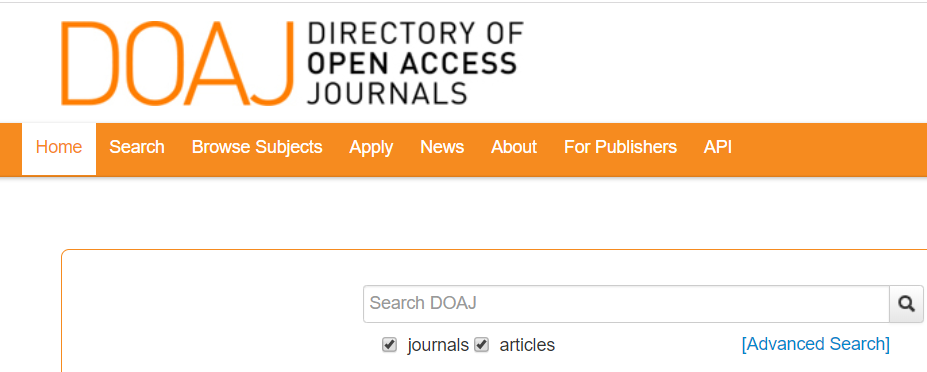 DOAJ
DIRECTORY OF
OPEN ACCESS
JOURNALS
Home Search Browse Subjects Apply News About For Publishers API
Search DOAJ
journals articles [Advanced Search]